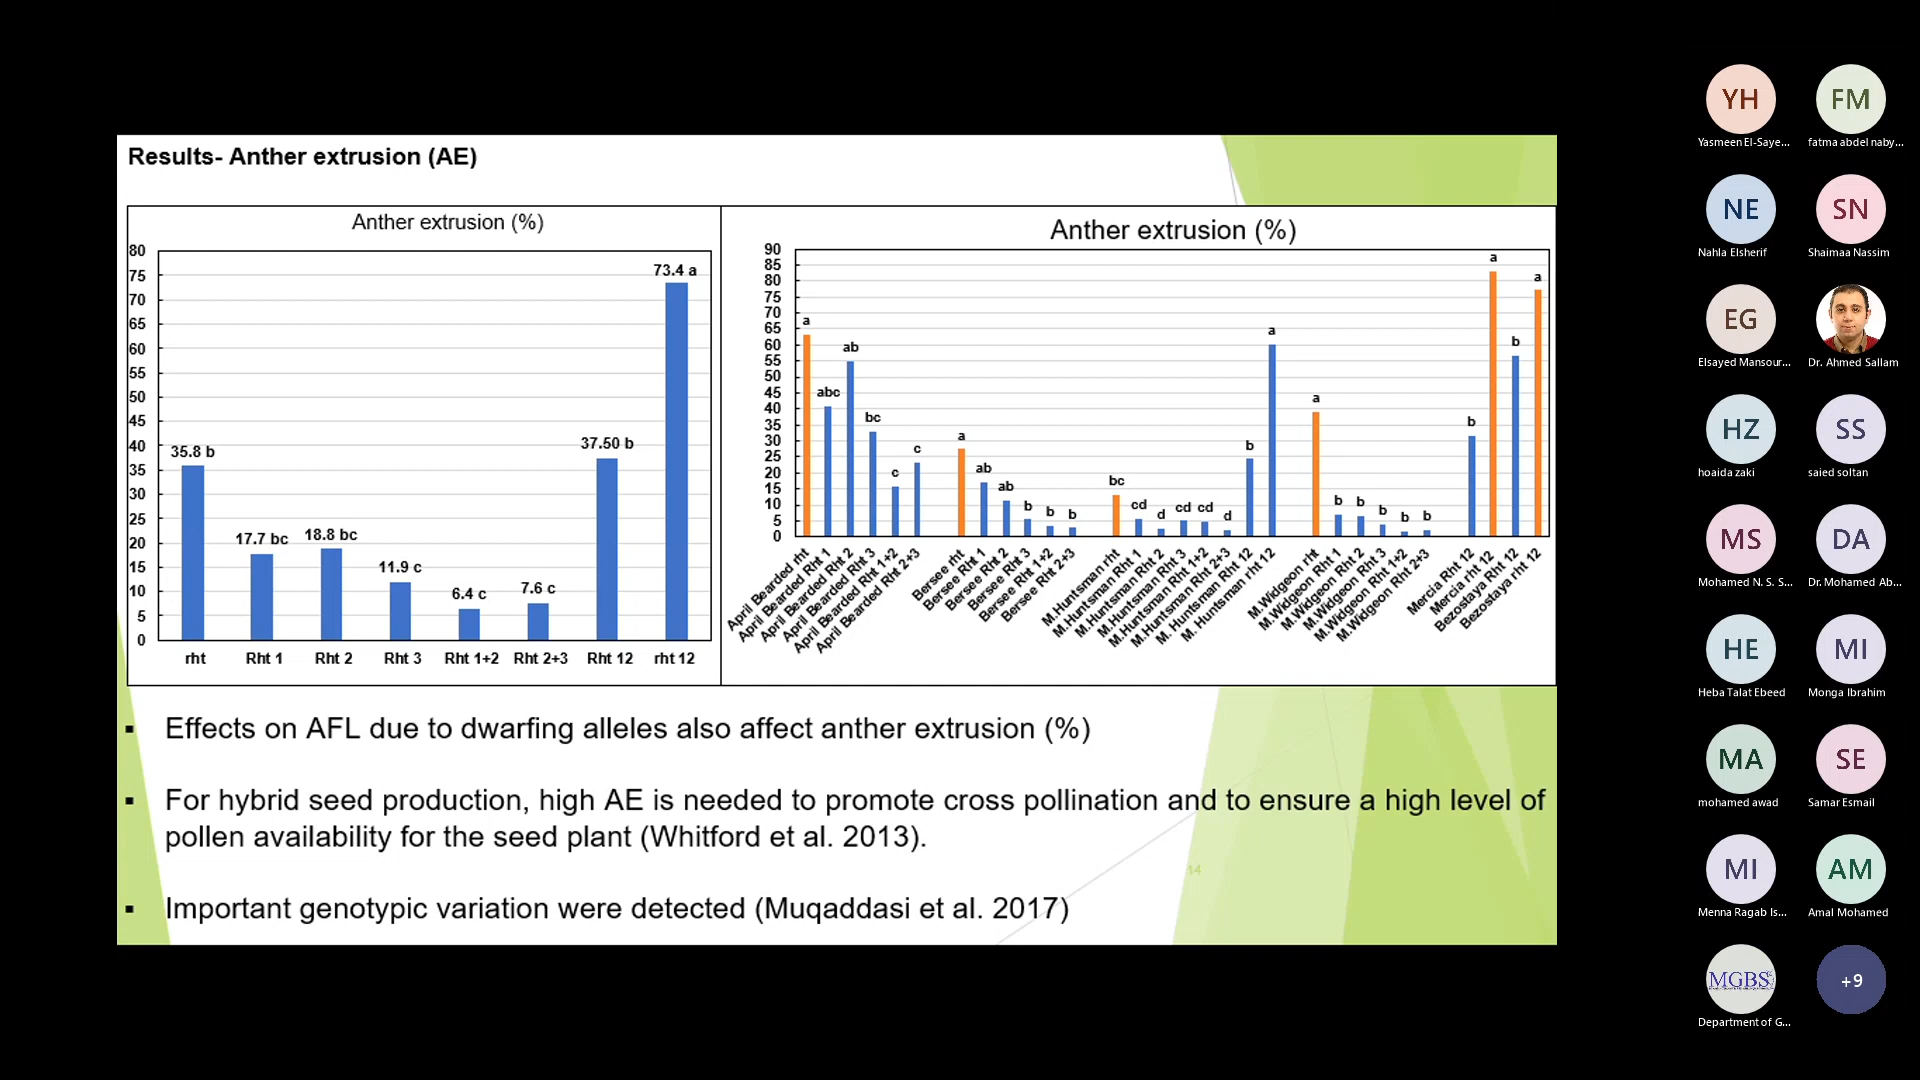 Results- Anther extrusion (AE)
Anther extrusion (%)
80
75
70
65
60
55
50
45
40
35
30
25
20
15
10
5
0
35.8 b
17.7 bc
18.8 bc
11.9 c
6.4 c
7.6 c
37.50 b
73.4 a
rht
Rht 1
Rht 2
Rht 3
Rht 1+2
Rht 2+3
Rht 12
rht 12
Anther extrusion (%)
90
85
80
75
70
65
60
55
50
45
40
35
30
25
20
15
10
5
0
a
abc
ab
bc
c
c
a
ab
ab
b
b
b
bc
cd
d
cd
cd
d
b
a
a
b
b
b
b
b
b
a
b
a
April Bearded rht
April Bearded Rht 1
April Bearded Rht 2
April Bearded Rht 3
April Bearded Rht 1+2
April Bearded Rht 2+3
Bersee rht
Bersee Rht 1
Bersee Rht 2
Bersee Rht 3
Bersee Rht 1+2
Bersee Rht 2+3
M.Huntsman rht
M.Huntsman Rht 1
M.Huntsman Rht 2
M.Huntsman Rht 3
M.Huntsman Rht 1+2
M.Huntsman Rht 2+3
M. Huntsman Rht 12
M. Huntsman rht 12
M.Widgeon rht
M.Widgeon Rht 1
M.Widgeon Rht 2
M.Widgeon Rht 3
M.Widgeon Rht 1+2
M.Widgeon Rht 2+3
Mercia Rht 12
Mercia rht 12
Bezostaya Rht 12
Bezostaya rht 12
▪ Effects on AFL due to dwarfing alleles also affect anther extrusion (%)
▪ For hybrid seed production, high AE is needed to promote cross pollination and to ensure a high level of
pollen availability for the seed plant (Whitford et al. 2013).
▪ Important genotypic variation were detected (Muqaddasi et al. 2017)
14
YH
Yasmeen El-Saye...
FM
fatma abdel naby...
NE
Nahla Elsherif
SN
Shaimaa Nassim
EG
Elsayed Mansour...
Dr. Ahmed Sallam
HZ
hoaida zaki
SS
saied soltan
MS
Mohamed N. S. S...
DA
Dr.Mohamed Ab...
HE
Heba Talat Ebeed
MI
Monga Ibrahim
MA
mohamed awad
SE
Samar Esmail
MI
Menna Ragab Is...
AM
Amal Mohamed
MGBS
Department of G...
+9